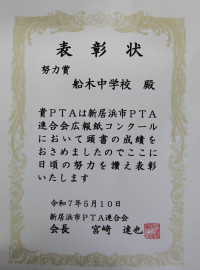 表彰状
努力賞
船木中学校 殿
貴PTAは新居浜市PTA
連合会広報紙コンクール
において頭書の成績を
おさめましたのでここに
日頃の努力を讃え表彰
いたします
令和7年5月10日
新居浜市PTA連合会
会長 宮﨑 達也